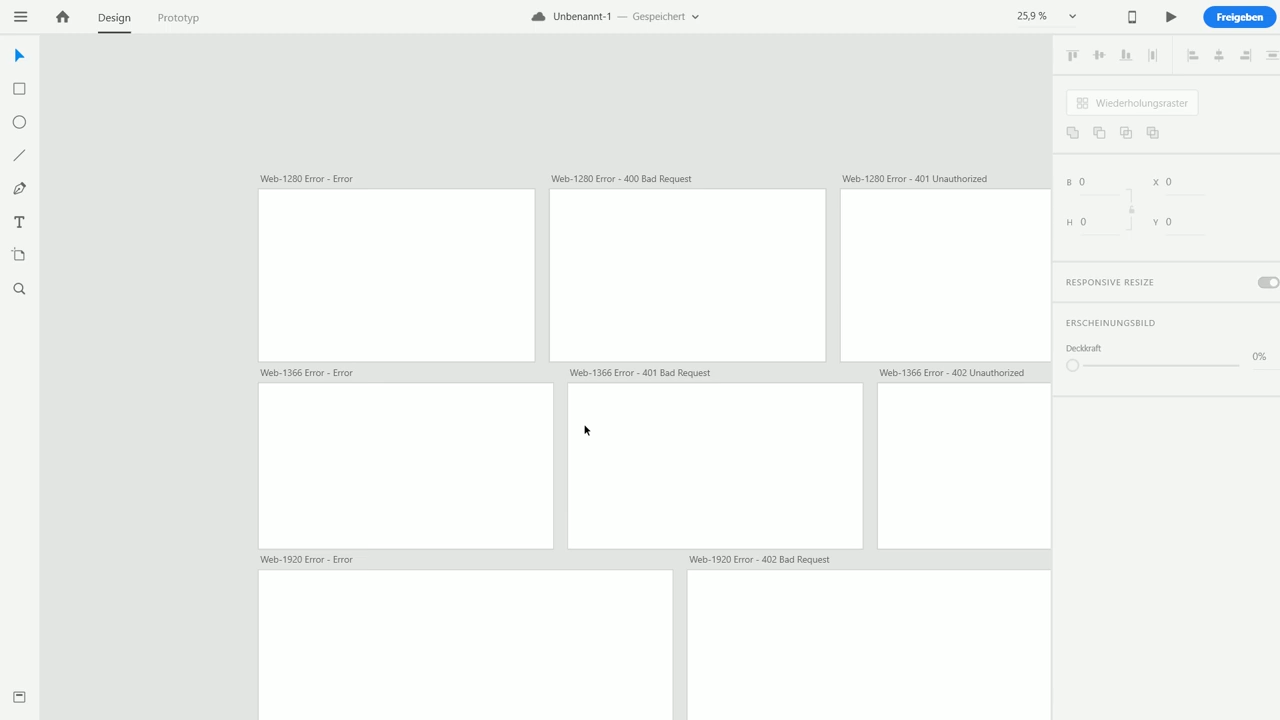 Design Prototyp Unbenannt-1 — Gespeichert 25,9 % Freigeben
Wiederholungsraster
B 0 X 0
H 0 Y 0
RESPONSIVE RESIZE
ERSCHEINUNGSBILD
Deckkraft
0%
Web-1280 Error - Error Web-1280 Error - 400 Bad Request Web-1280 Error - 401 Unauthorized
Web-1366 Error - Error Web-1366 Error - 401 Bad Request Web-1366 Error - 402 Unauthorized
Web-1920 Error - Error Web-1920 Error - 402 Bad Request